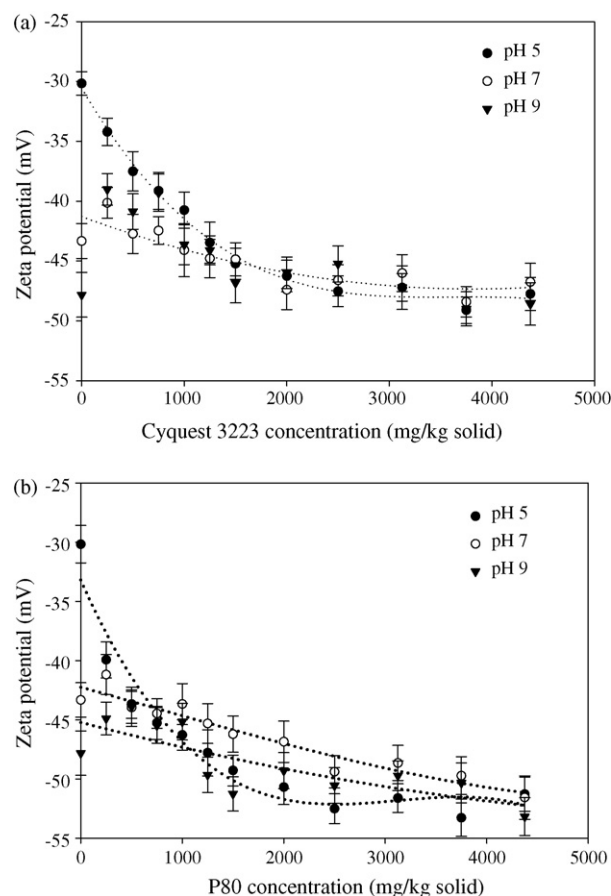 (a)
-25
-30
-35
-40
-45
-50
-55
Zeta potential (mV)
pH 5
pH 7
pH 9
0 1000 2000 3000 4000 5000
Cyquest 3223 concentration (mg/kg solid)
(b)
-25
-30
-35
-40
-45
-50
-55
Zeta potential (mV)
pH 5
pH 7
pH 9
0 1000 2000 3000 4000 5000
P80 concentration (mg/kg solid)